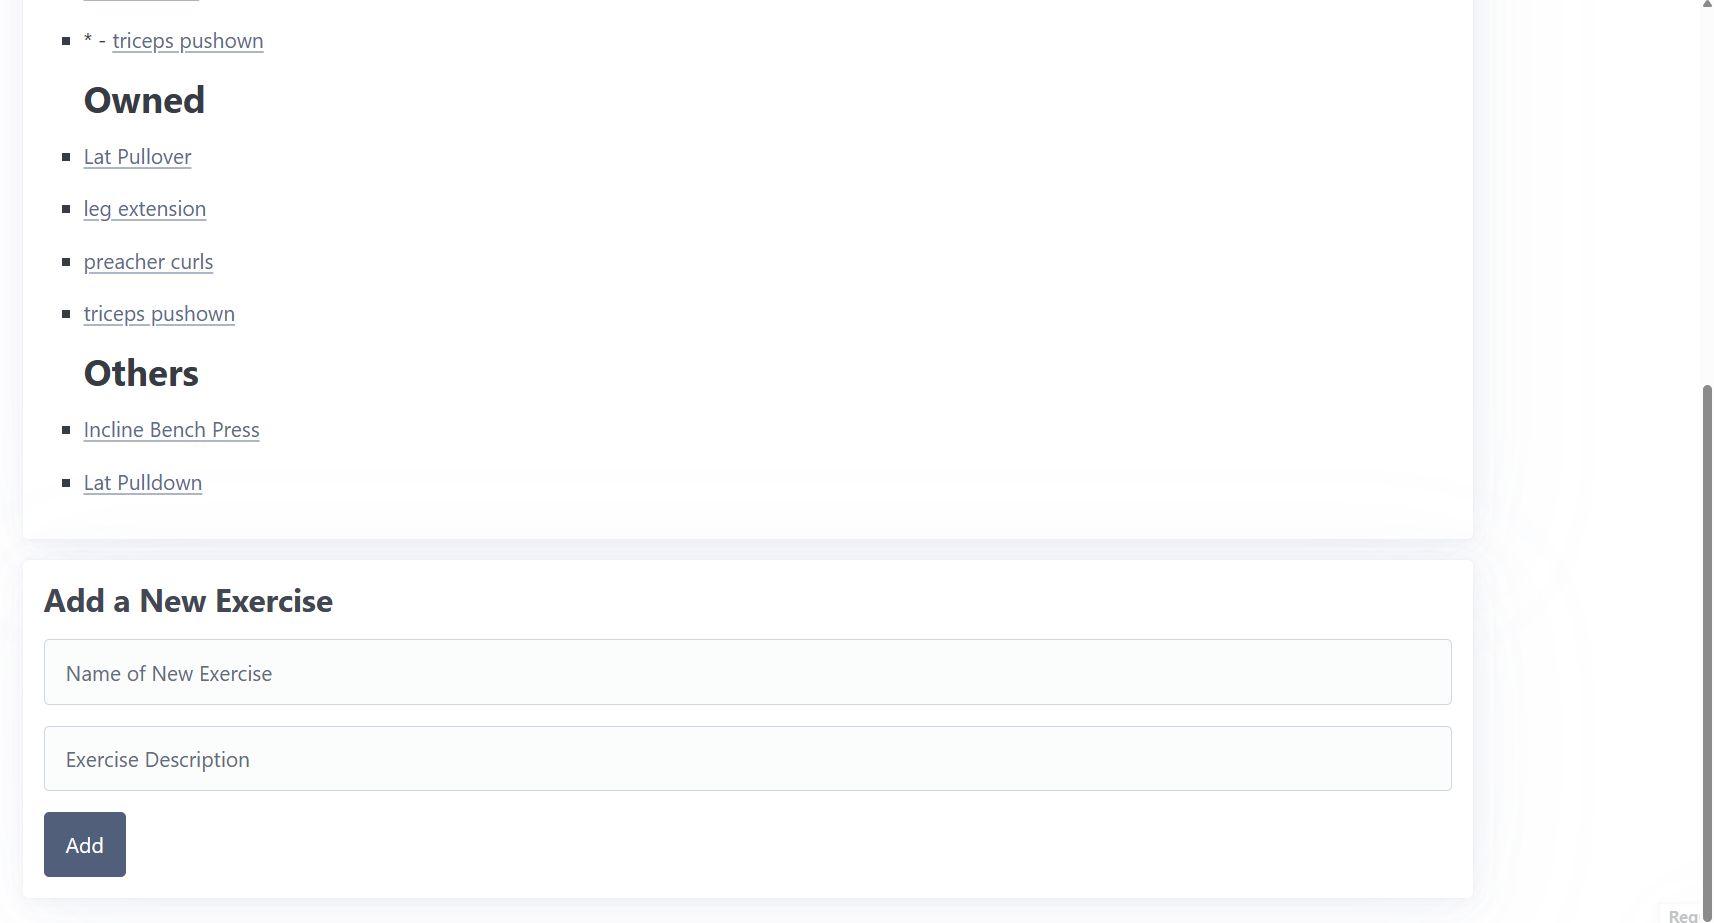 * - triceps pushown
Owned
Lat Pullover
leg extension
preacher curls
triceps pushown
Others
Incline Bench Press
Lat Pulldown
Add a New Exercise
Name of New Exercise
Exercise Description
Add